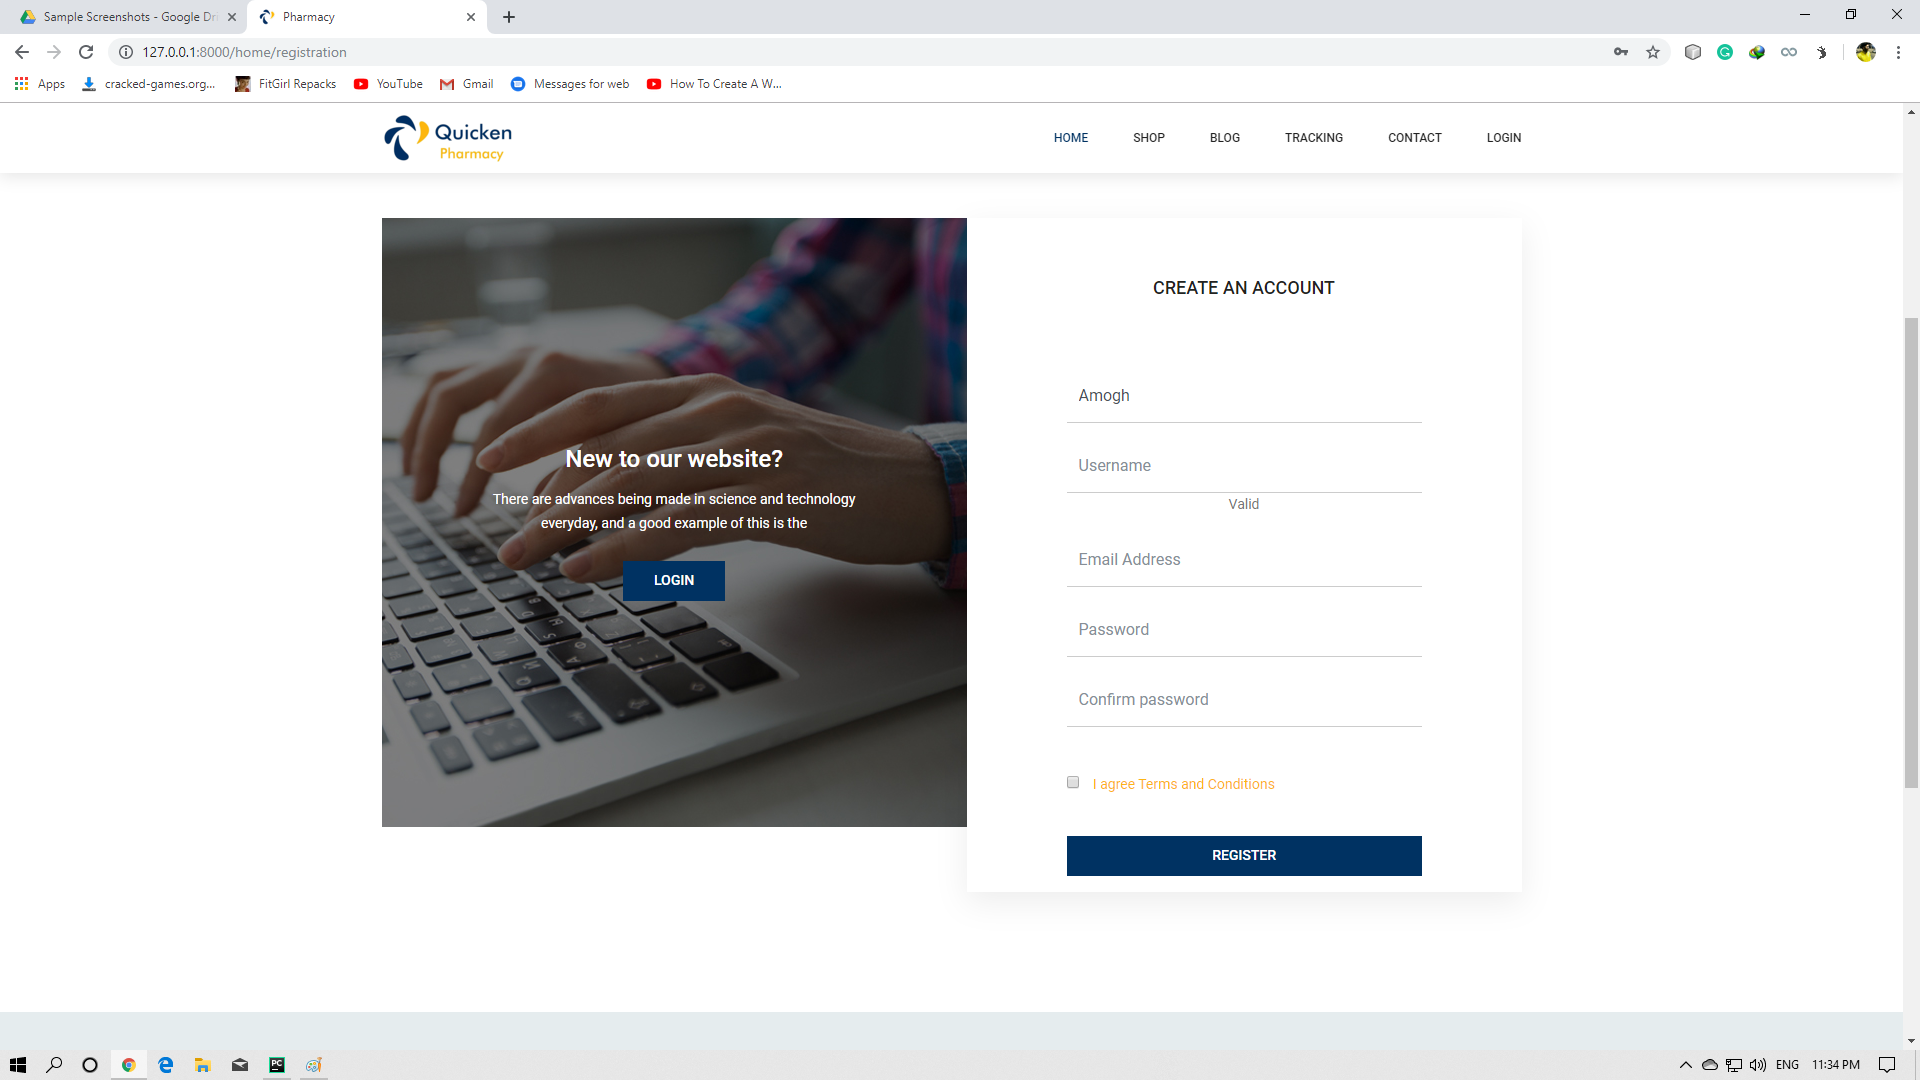 Sample Screenshots - Google Dri
Pharmacy
127.0.0.1:8000/home/registration
Apps
cracked-games.org...
FitGirl Repacks
YouTube
Gmail
Messages for web
How To Create A W...
Quicken
Pharmacy
HOME
SHOP
BLOG
TRACKING
CONTACT
LOGIN
New to our website?
There are advances being made in science and technology
everyday, and a good example of this is the
LOGIN
CREATE AN ACCOUNT
Amogh
Username
Valid
Email Address
Password
Confirm password
I agree Terms and Conditions
REGISTER
PC
ENG
11:34 PM